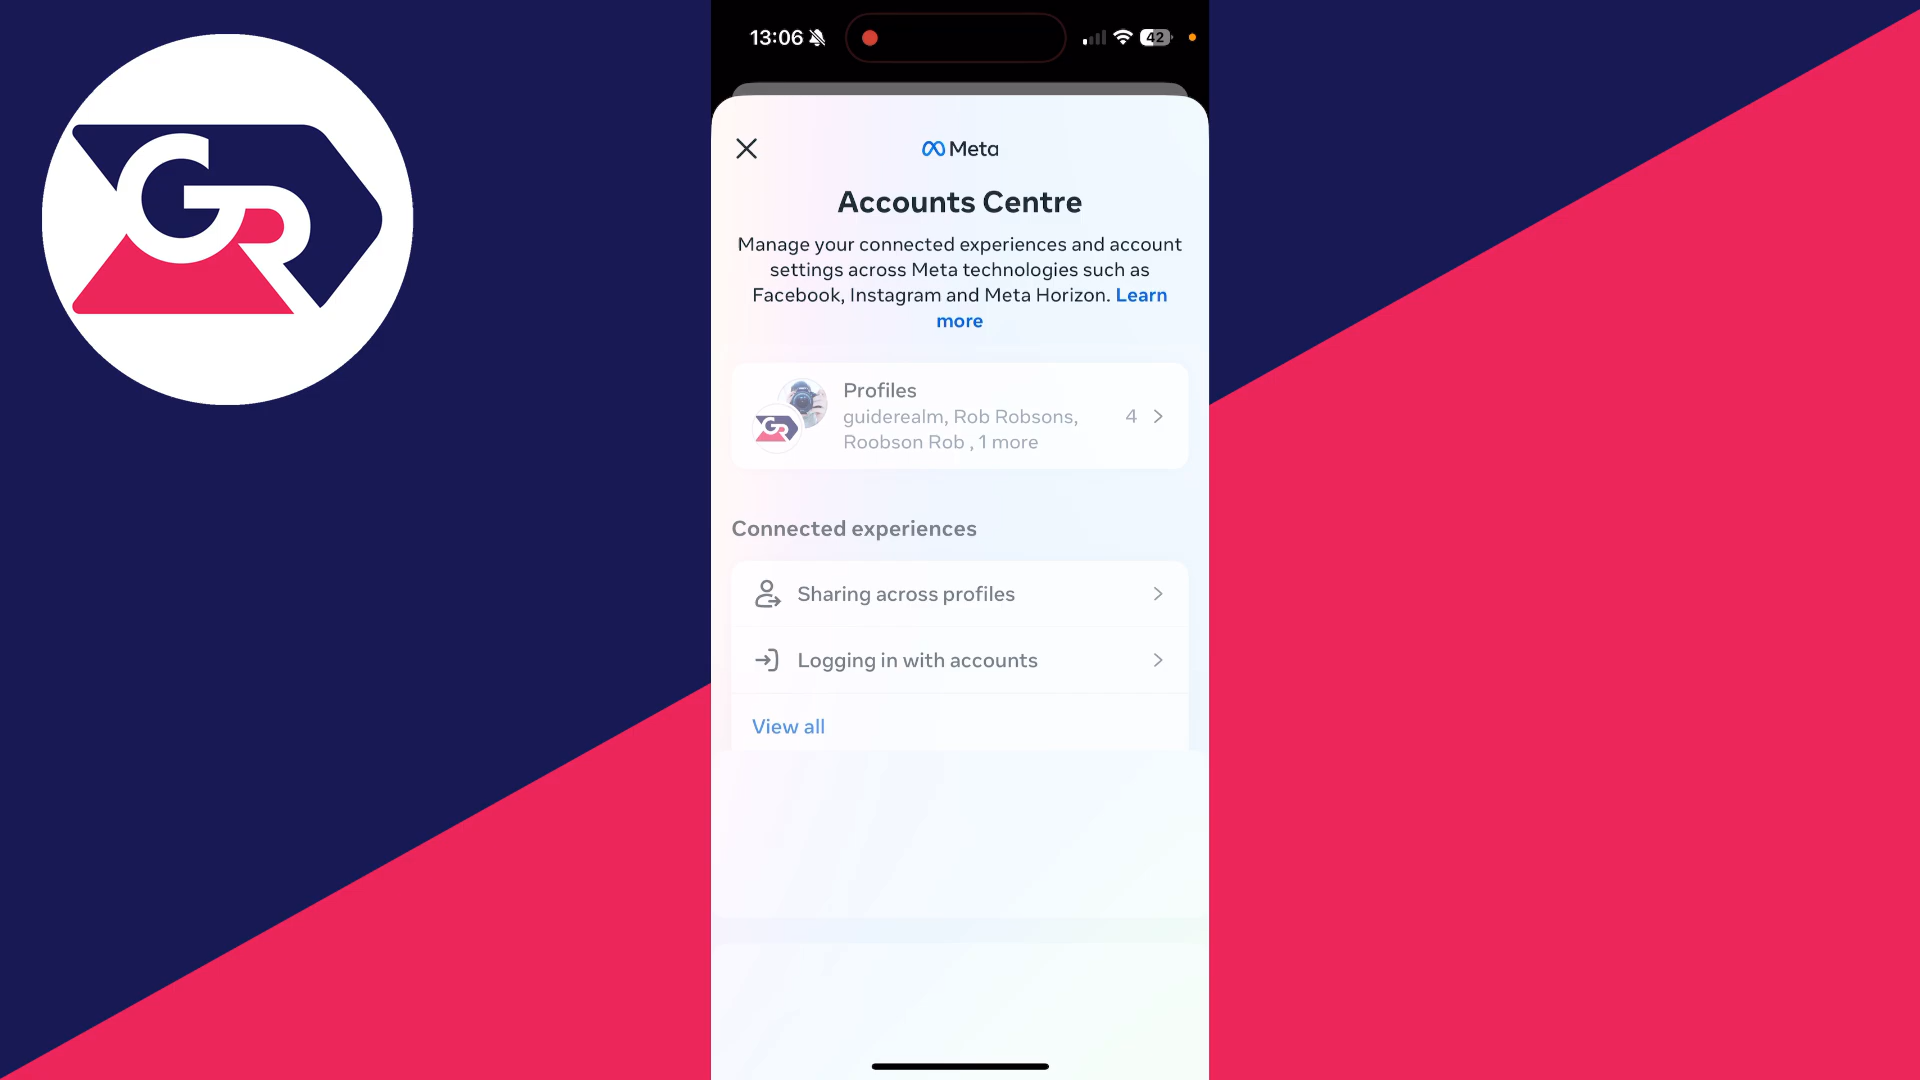 GR
13:06
42
Meta
Accounts Centre
Manage your connected experiences and account
settings across Meta technologies such as
Facebook, Instagram and Meta Horizon. Learn
more
Profiles
guiderealm, Rob Robsons,
Roobson Rob , 1 more
4
GR
Connected experiences
Sharing across profiles
Logging in with accounts
View all